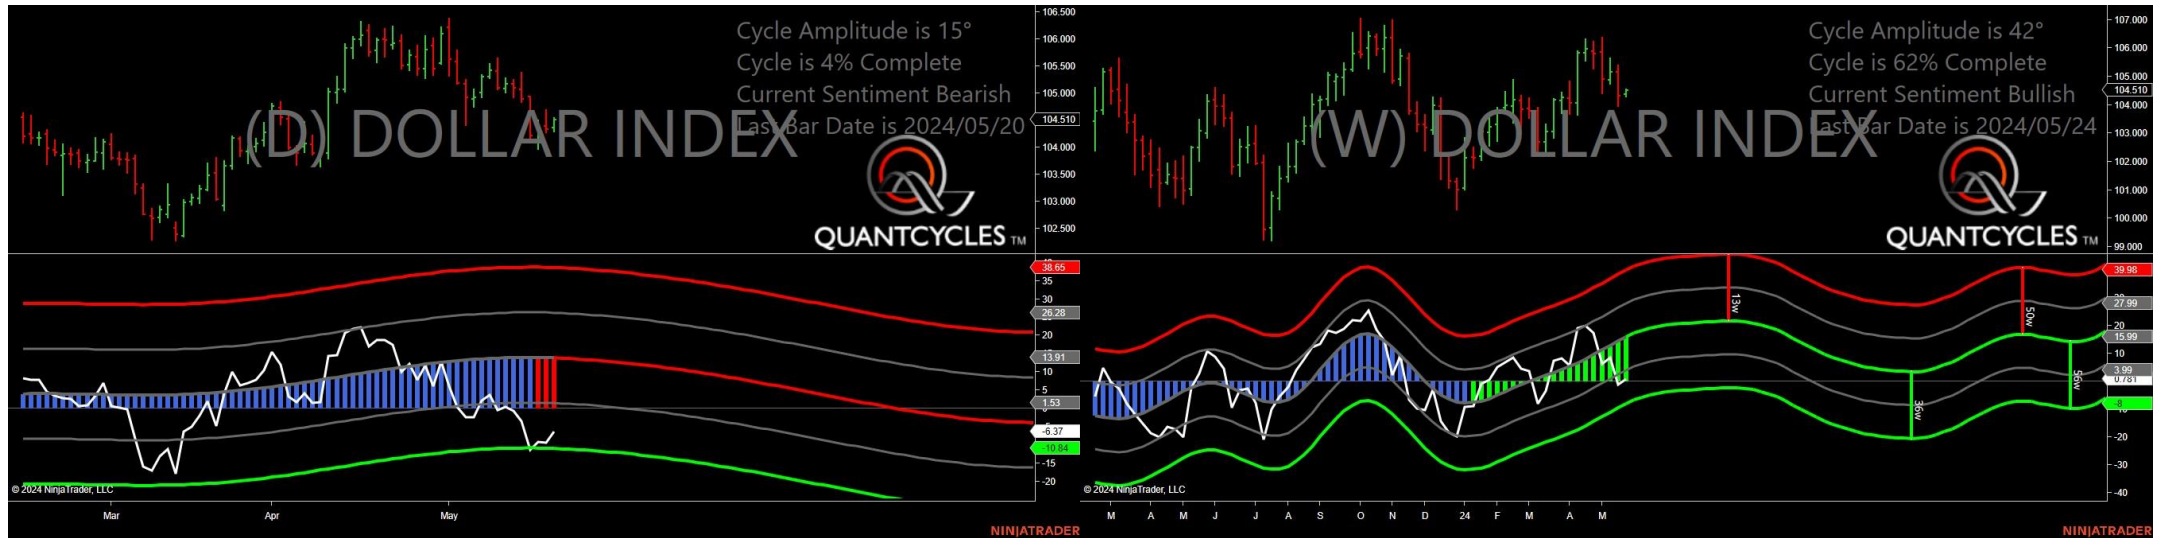 Cycle Amplitude is 15°
Cycle is 4% Complete
Current Sentiment Bearish
Last Bar Date is 2024/05/20
(D) DOLLAR INDEX
QUANTCYCLES TM
106.500
106.000
105.500
105.000
104.510
104.000
103.500
103.000
102.500
38.65
35
30
26.28
20
13.91
10
5
1.53
-6.37
-10.84
-15
-20
© 2024 NinjaTrader, LLC
Mar Apr May
NINJATRADER
Cycle Amplitude is 42°
Cycle is 62% Complete
Current Sentiment Bullish
Last Bar Date is 2024/05/24
(W) DOLLAR INDEX
QUANTCYCLES TM
107.000
106.000
105.000
104.510
104.000
103.000
102.000
101.000
100.000
99.000
13w
50w
36w
56w
39.98
27.99
20
15.99
10
3.99
0.781
-8
-20
-30
-40
© 2024 NinjaTrader, LLC
M A M J J A S O N D 24 F M A M
NINJATRADER